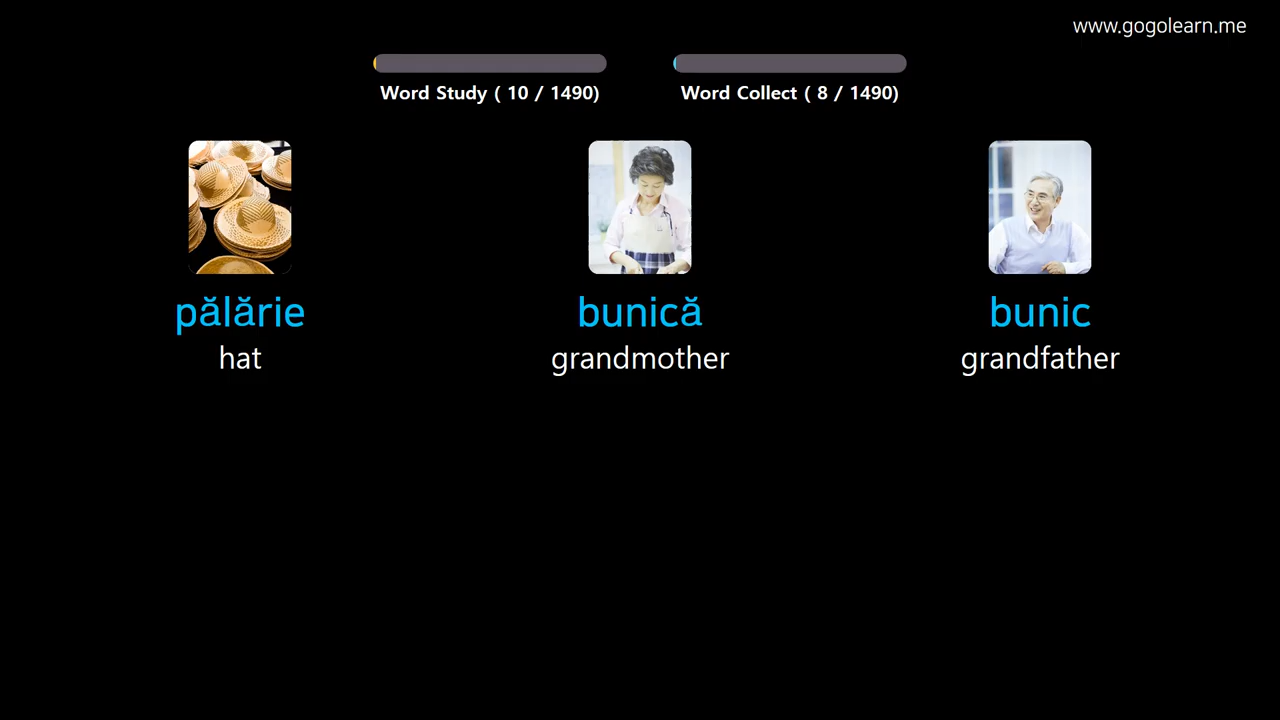 www.gogolearn.me
Word Study ( 10 / 1490)
Word Collect ( 8 / 1490)
pălărie
hat
bunică
grandmother
bunic
grandfather